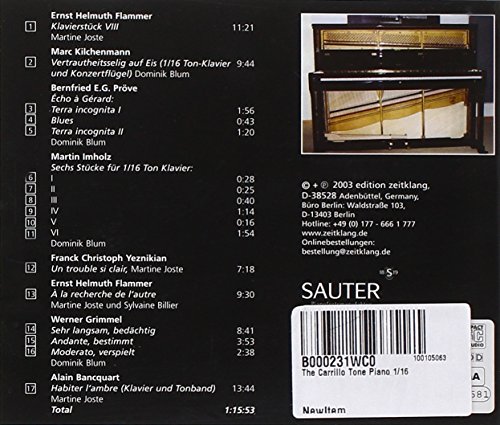 Ernst Helmuth Flammer
1 Klavierstück VIII 11:21
Martine Joste
Marc Kilchenmann
2 Vertrautheitsselig auf Eis (1/16 Ton-Klavier 9:44
und Konzertflügel) Dominik Blum
Bernfried E.G. Pröve
Écho à Gérard:
3 Terra incognita I 1:56
4 Blues 0:43
5 Terra incognita II 1:20
Dominik Blum
Martin Imholz
Sechs Stücke für 1/16 Ton Klavier:
6 I 0:28
7 II 0:25
8 III 0:40
9 IV 1:14
10 V 0:16
11 VI 1:54
Dominik Blum
Franck Christoph Yeznikian
12 Un trouble si clair, Martine Joste 7:18
Ernst Helmuth Flammer
13 À la recherche de l'autre 9:30
Martine Joste und Sylvaine Billier
Werner Grimmel
14 Sehr langsam, bedächtig 8:41
15 Andante, bestimmt 3:53
16 Moderato, verspielt 2:38
Dominik Blum
Alain Bancquart
17 Habiter l'ambre (Klavier und Tonband) 13:44
Martine Joste
Total 1:15:53
© + ℗ 2003 edition zeitklang,
D-38528 Adenbüttel, Germany,
Büro Berlin: Waldstraße 103,
D-13403 Berlin
Hotline: +49 (0) 177 - 666 1 777
www.zeitklang.de
Onlinebestellungen:
bestellung@zeitklang.de
18 S 19
SAUTER
B000231WC0
100105063
The Carrillo Tone Piano 1/16
NewItem
DIGITAL AUDIO
D
A
581